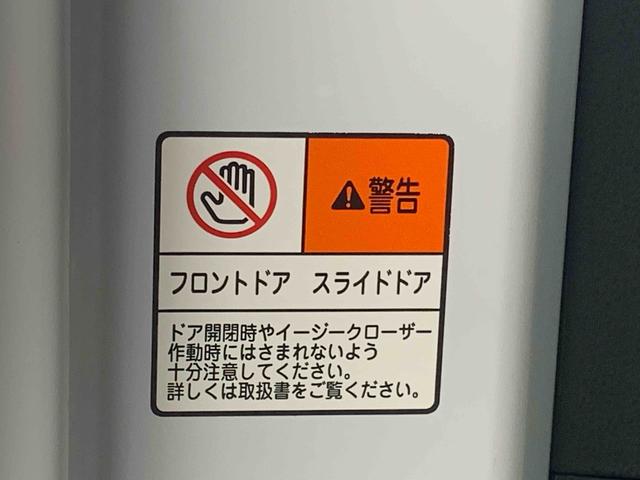 警告
フロントドア　スライドドア
ドア開閉時やイージークローザー
作動時にはさまれないよう
十分注意してください。
詳しくは取扱書をご覧ください。